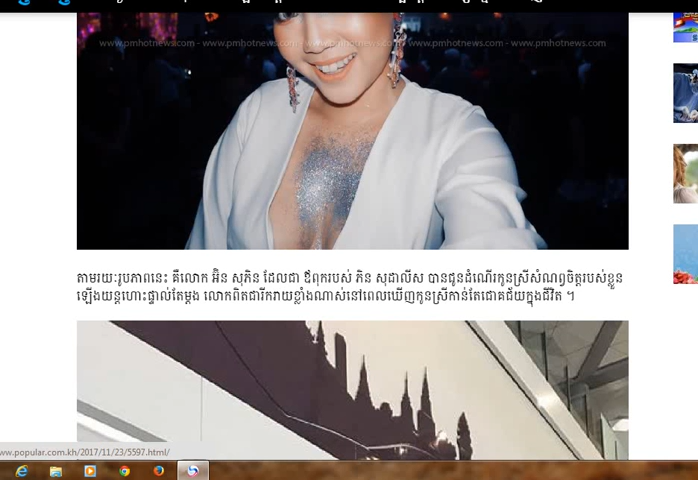 www.pmhotnews.com - www.pmhotnews.com - www.pmhotnews.com - www.pmhotnews.com - www.pmhotnews.com
តាមរយៈរូបភាពនេះ គឺលោក អ៊ិន សុភិន ដែលជា ឪពុករបស់ ភិន សុដាលីស បានជូនដំណើរកូនស្រីសំណព្វចិត្តរបស់ខ្លួន
ឡើងយន្តហោះផ្ទាល់តែម្តង លោកពិតជារីករាយខ្លាំងណាស់នៅពេលឃើញកូនស្រីកាន់តែជោគជ័យក្នុងជីវិត ។
ww.popular.com.kh/2017/11/23/5597.html/